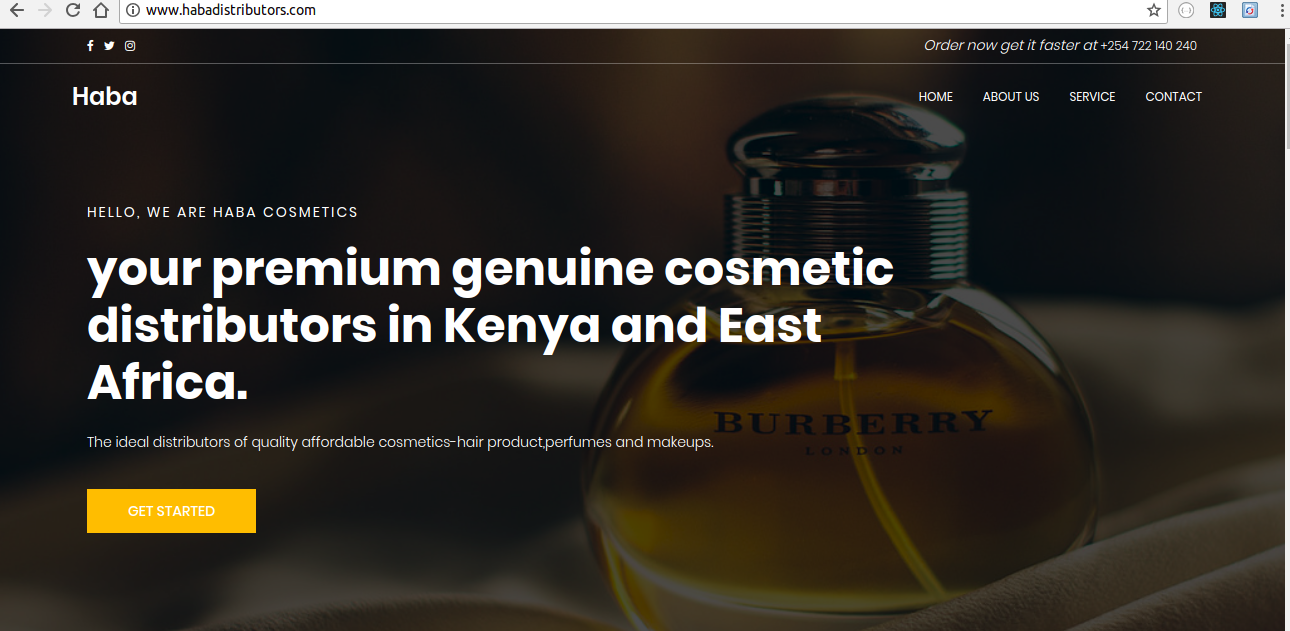 www.habadistributors.com
Order now get it faster at +254 722 140 240
Haba
HOME ABOUT US SERVICE CONTACT
HELLO, WE ARE HABA COSMETICS
your premium genuine cosmetic
distributors in Kenya and East
Africa.
The ideal distributors of quality affordable cosmetics-hair product,perfumes and makeups.
GET STARTED
BURBERRY
LONDON